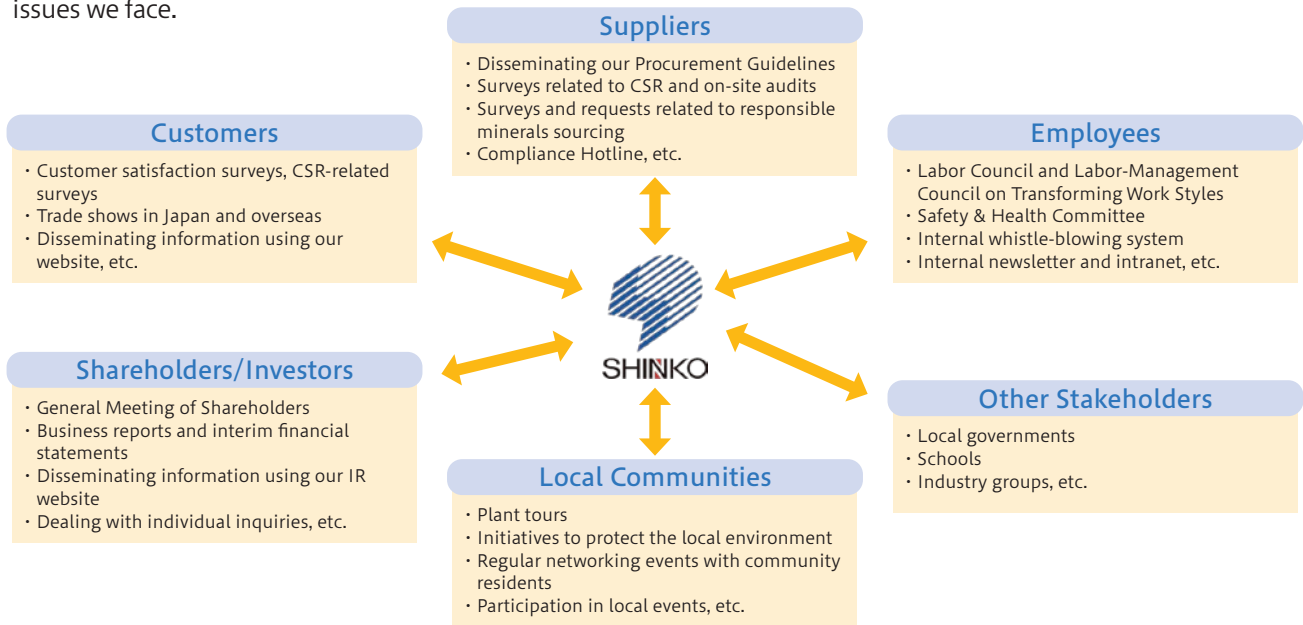 issues we face.
Suppliers
・Disseminating our Procurement Guidelines
・Surveys related to CSR and on-site audits
・Surveys and requests related to responsible
minerals sourcing
・Compliance Hotline, etc.
Customers
・Customer satisfaction surveys, CSR-related
surveys
・Trade shows in Japan and overseas
・Disseminating information using our
website, etc.
Employees
・Labor Council and Labor-Management
Council on Transforming Work Styles
・Safety & Health Committee
・Internal whistle-blowing system
・Internal newsletter and intranet, etc.
SHINKO
Shareholders/Investors
・General Meeting of Shareholders
・Business reports and interim financial
statements
・Disseminating information using our IR
website
・Dealing with individual inquiries, etc.
Other Stakeholders
・Local governments
・Schools
・Industry groups, etc.
Local Communities
・Plant tours
・Initiatives to protect the local environment
・Regular networking events with community
residents
・Participation in local events, etc.